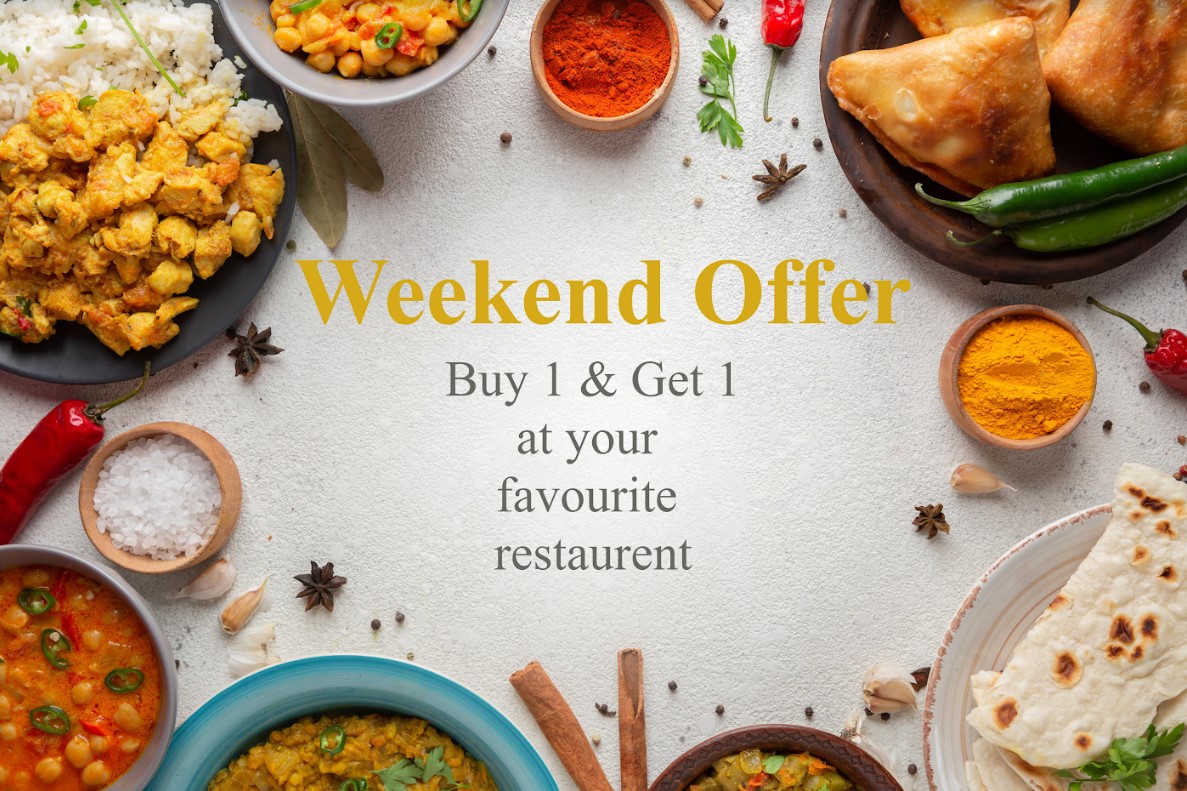 Weekend Offer
Buy 1 & Get 1
at your
favourite
restaurent